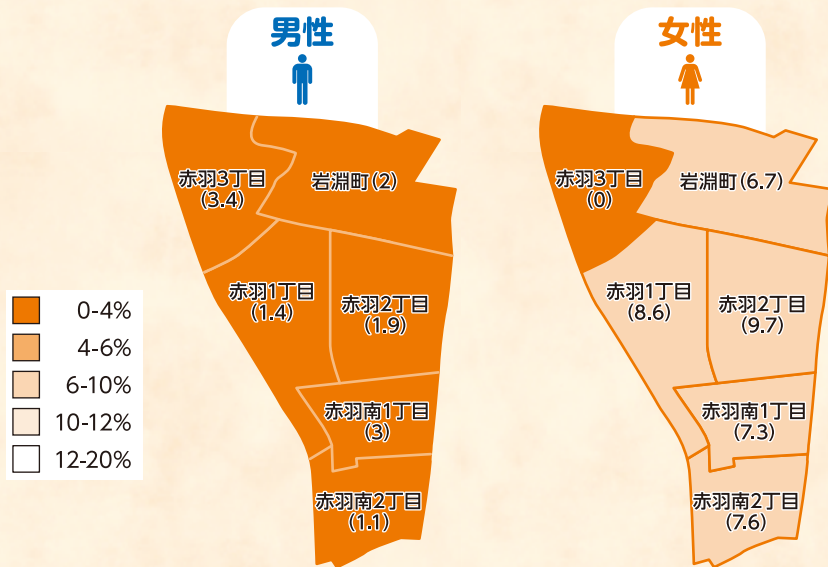 男性
赤羽3丁目
(3.4)
岩淵町(2)
赤羽1丁目
(1.4)
赤羽2丁目
(1.9)
赤羽南1丁目
(3)
赤羽南2丁目
(1.1)
女性
赤羽3丁目
(0)
岩淵町(6.7)
赤羽1丁目
(8.6)
赤羽2丁目
(9.7)
赤羽南1丁目
(7.3)
赤羽南2丁目
(7.6)
0-4%
4-6%
6-10%
10-12%
12-20%